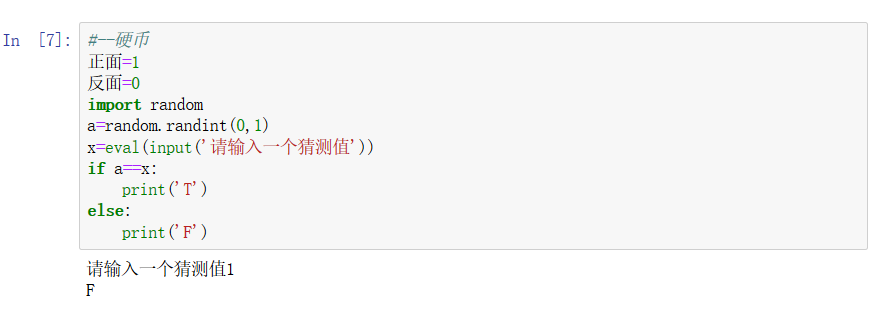 In [7]:
#--硬币
正面=1
反面=0
import random
a=random.randint(0,1)
x=eval(input('请输入一个猜测值'))
if a==x:
    print('T')
else:
    print('F')
请输入一个猜测值1
F